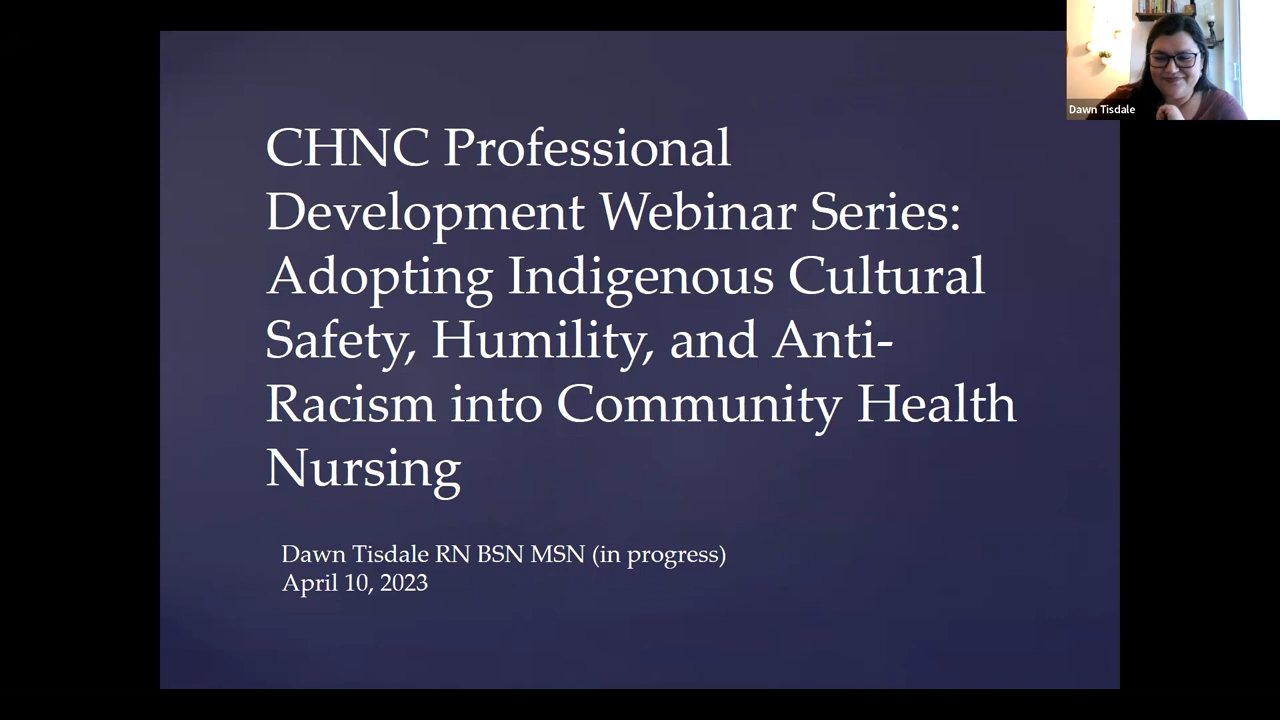 CHNC Professional
Development Webinar Series:
Adopting Indigenous Cultural
Safety, Humility, and Anti-
Racism into Community Health
Nursing
Dawn Tisdale RN BSN MSN (in progress)
April 10, 2023
Dawn Tisdale